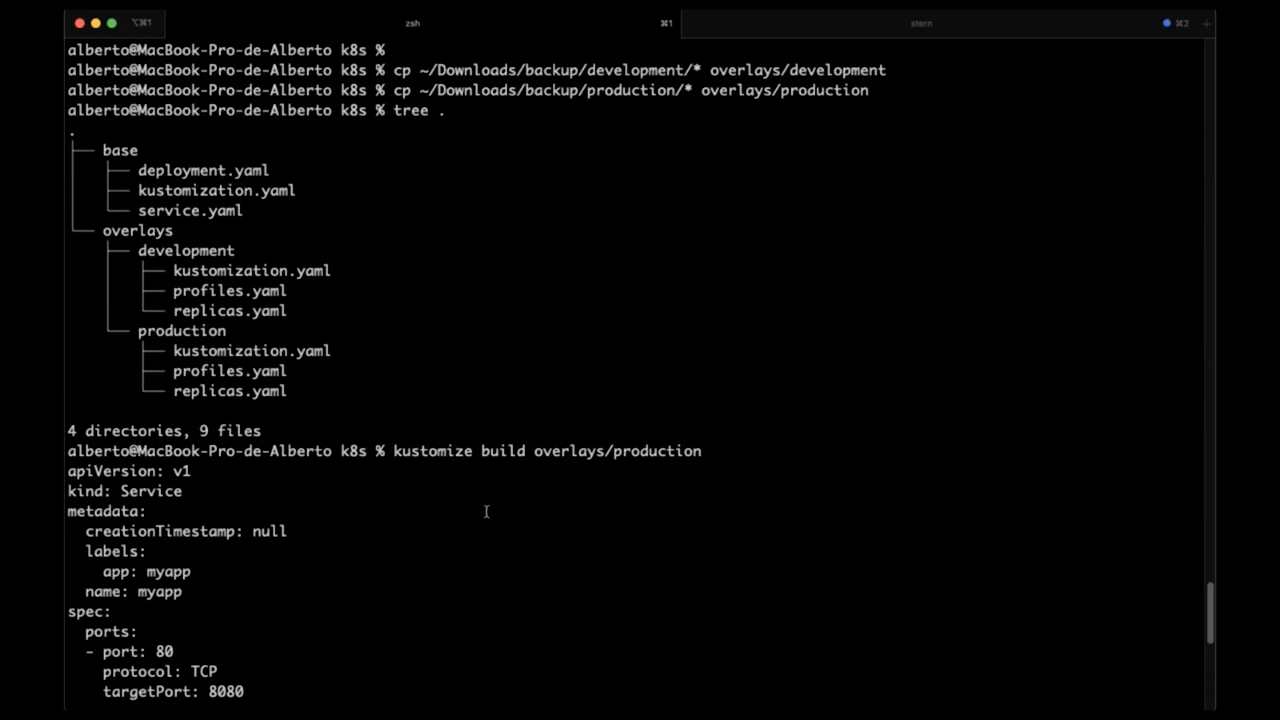 ⌥⌘1 zsh ⌘1 stern ⌘2 +
alberto@MacBook-Pro-de-Alberto k8s %
alberto@MacBook-Pro-de-Alberto k8s % cp ~/Downloads/backup/development/* overlays/development
alberto@MacBook-Pro-de-Alberto k8s % cp ~/Downloads/backup/production/* overlays/production
alberto@MacBook-Pro-de-Alberto k8s % tree .
.
├── base
│   ├── deployment.yaml
│   ├── kustomization.yaml
│   └── service.yaml
└── overlays
    ├── development
    │   ├── kustomization.yaml
    │   ├── profiles.yaml
    │   └── replicas.yaml
    └── production
        ├── kustomization.yaml
        ├── profiles.yaml
        └── replicas.yaml
4 directories, 9 files
alberto@MacBook-Pro-de-Alberto k8s % kustomize build overlays/production
apiVersion: v1
kind: Service
metadata:
  creationTimestamp: null
  labels:
    app: myapp
  name: myapp
spec:
  ports:
  - port: 80
    protocol: TCP
    targetPort: 8080